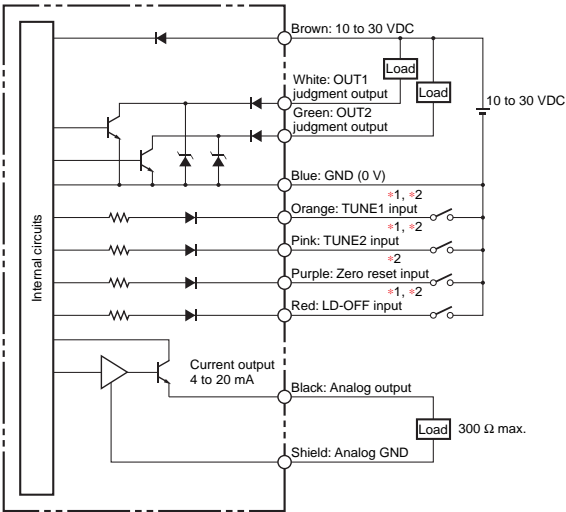 Brown: 10 to 30 VDC
Load
White: OUT1
judgment output
Load
10 to 30 VDC
Green: OUT2
judgment output
Blue: GND (0 V)
*1, *2
Orange: TUNE1 input
*1, *2
Pink: TUNE2 input
*2
Purple: Zero reset input
*1, *2
Red: LD-OFF input
Internal circuits
Current output
4 to 20 mA
Black: Analog output
Load
300 Ω max.
Shield: Analog GND